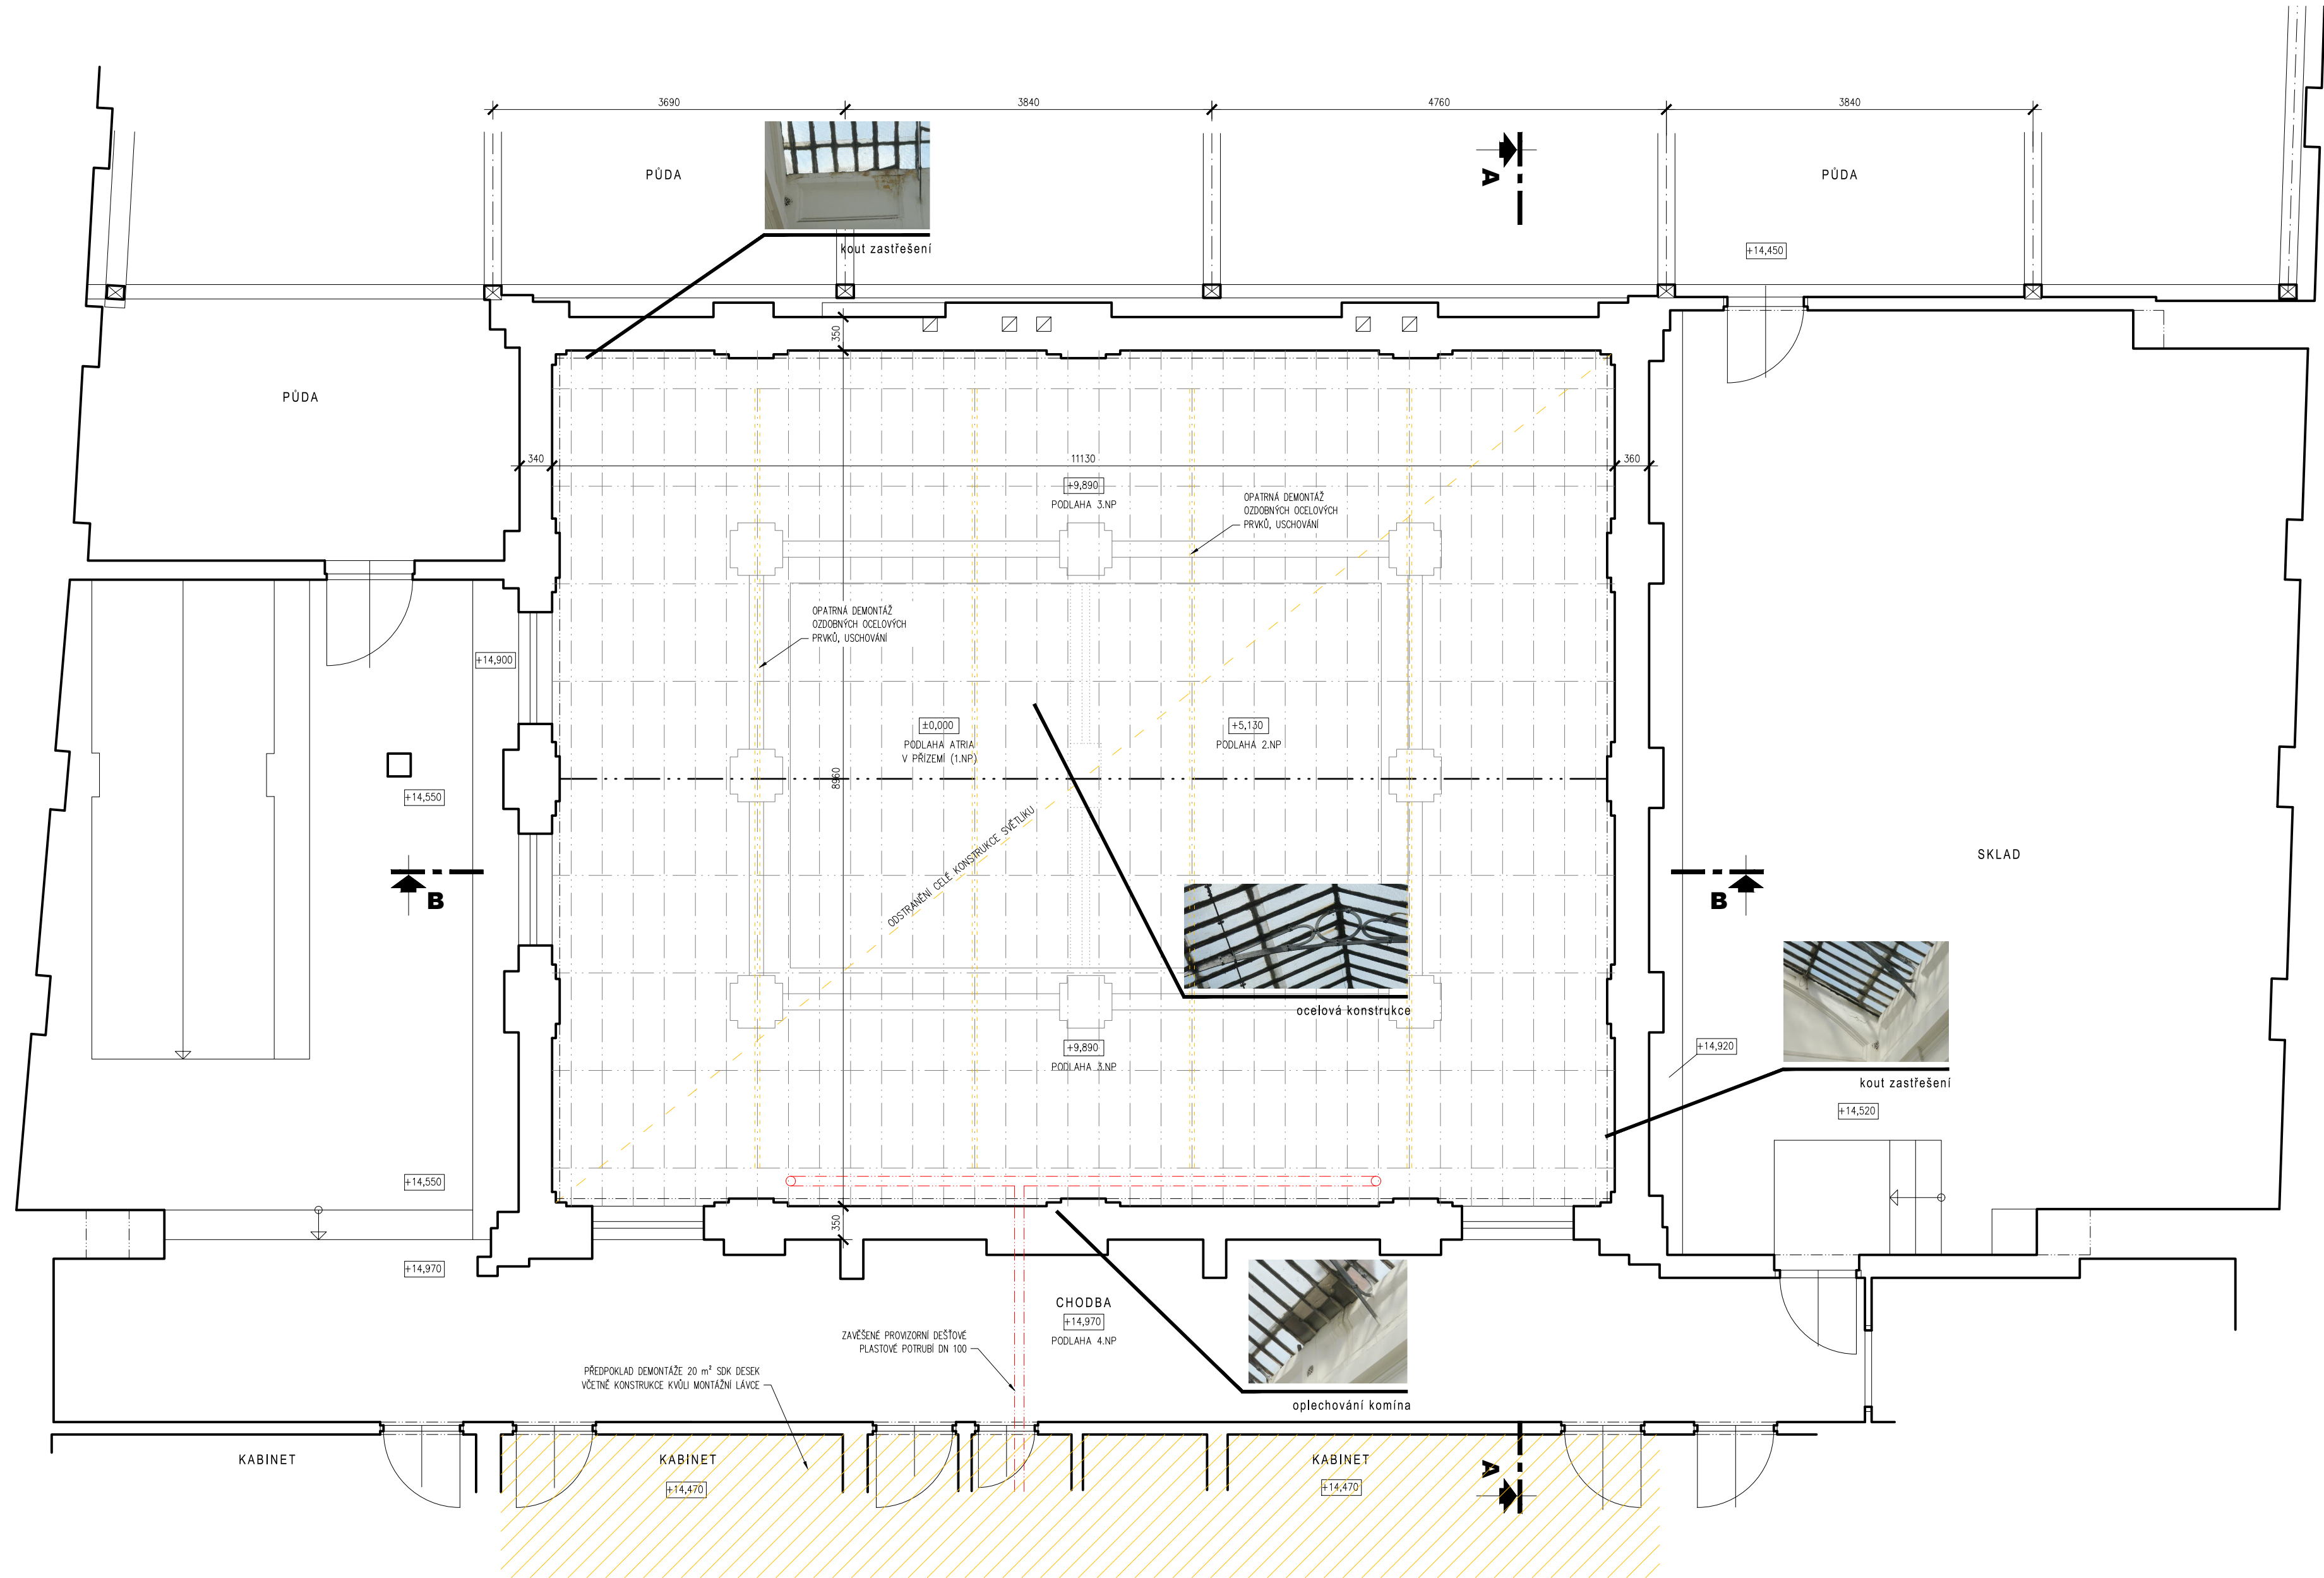 3690
3840
4760
3840
PŮDA
A
PŮDA
kout zastřešení
+14,450
350
PŮDA
340
11130
360
+9,890
PODLAHA 3.NP
OPATRNÁ DEMONTÁŽ
OZDOBNÝCH OCELOVÝCH
PRVKŮ, USCHOVÁNÍ
OPATRNÁ DEMONTÁŽ
OZDOBNÝCH OCELOVÝCH
PRVKŮ, USCHOVÁNÍ
+14,900
±0,000
PODLAHA ATRIA
V PŘÍZEMÍ (1.NP)
+5,130
PODLAHA 2.NP
8960
+14,550
ODSTRANĚNÍ CELÉ KONSTRUKCE SVĚTLÍKU
SKLAD
B
B
ocelová konstrukce
+9,890
PODLAHA 3.NP
+14,920
kout zastřešení
+14,520
+14,550
350
+14,970
CHODBA
+14,970
PODLAHA 4.NP
ZAVĚŠENÉ PROVIZORNÍ DEŠŤOVÉ
PLASTOVÉ POTRUBÍ DN 100
PŘEDPOKLAD DEMONTÁŽE 20 m² SDK DESEK
VČETNĚ KONSTRUKCE KVŮLI MONTÁŽNÍ LÁVCE
oplechování komína
KABINET
KABINET
+14,470
KABINET
+14,470
A